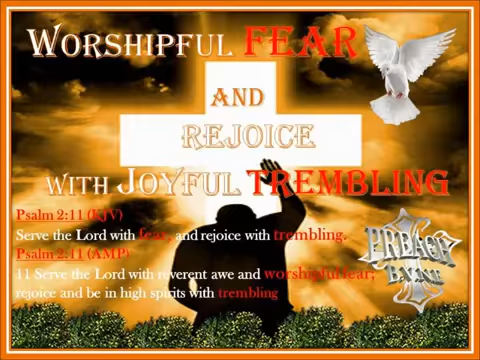 WORSHIPFUL FEAR
AND
REJOICE
WITH JOYFUL TREMBLING
Psalm 2:11 (KJV)
Serve the Lord with fear, and rejoice with trembling.
Psalm 2:11 (AMP)
11 Serve the Lord with reverent awe and worshipful fear;
rejoice and be in high spirits with trembling
PREACH